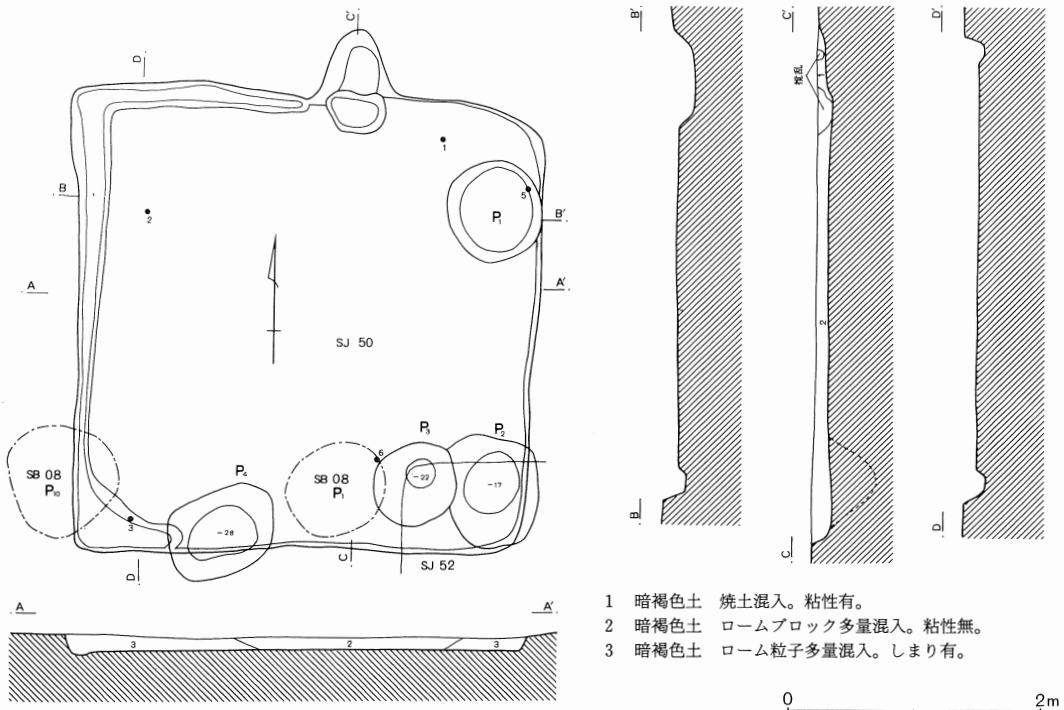 C'
D
1
B
2
5
P₁
B'
A
A'
SJ 50
P₃
P₂
6
SB 08
P₁₀
P₄
SB 08
P₁
-22
-17
3
-28
C
D
SJ 52
A
A'
3
2
3
B'
B
C'
攪乱
1
2
C
D'
D
1 暗褐色土 焼土混入。粘性有。
2 暗褐色土 ロームブロック多量混入。粘性無。
3 暗褐色土 ローム粒子多量混入。しまり有。
0 2m